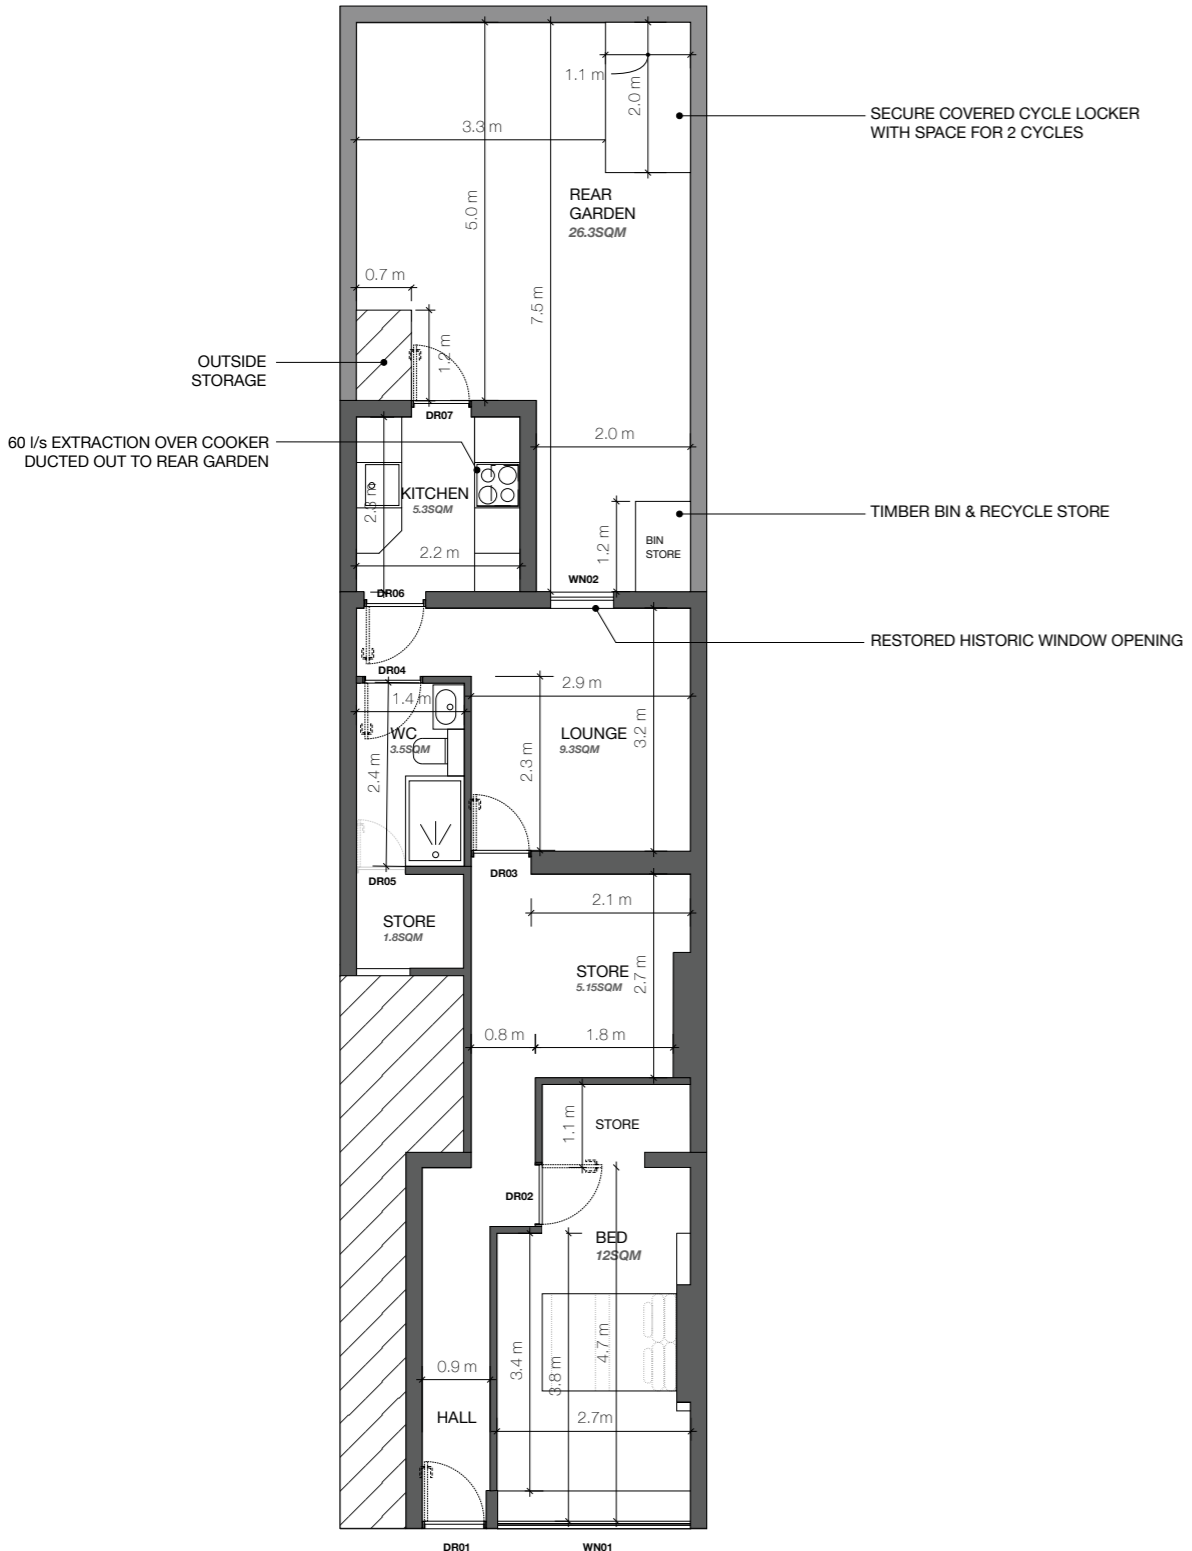 1.1 m
2.0 m
SECURE COVERED CYCLE LOCKER
WITH SPACE FOR 2 CYCLES
3.3 m
5.0 m
REAR
GARDEN
26.3SQM
0.7 m
7.5 m
1.2 m
OUTSIDE
STORAGE
DR07
60 l/s EXTRACTION OVER COOKER
DUCTED OUT TO REAR GARDEN
2.0 m
KITCHEN
5.3SQM
2.3 m
TIMBER BIN & RECYCLE STORE
BIN
STORE
1.2 m
2.2 m
WN02
DR06
RESTORED HISTORIC WINDOW OPENING
DR04
2.9 m
1.4 m
WC
3.5SQM
LOUNGE
9.3SQM
3.2 m
2.4 m
2.3 m
DR05
DR03
2.1 m
STORE
1.8SQM
STORE
5.15SQM
2.7 m
0.8 m
1.8 m
1.1 m
STORE
DR02
BED
12SQM
3.4 m
3.8 m
4.7 m
0.9 m
2.7m
HALL
DR01
WN01